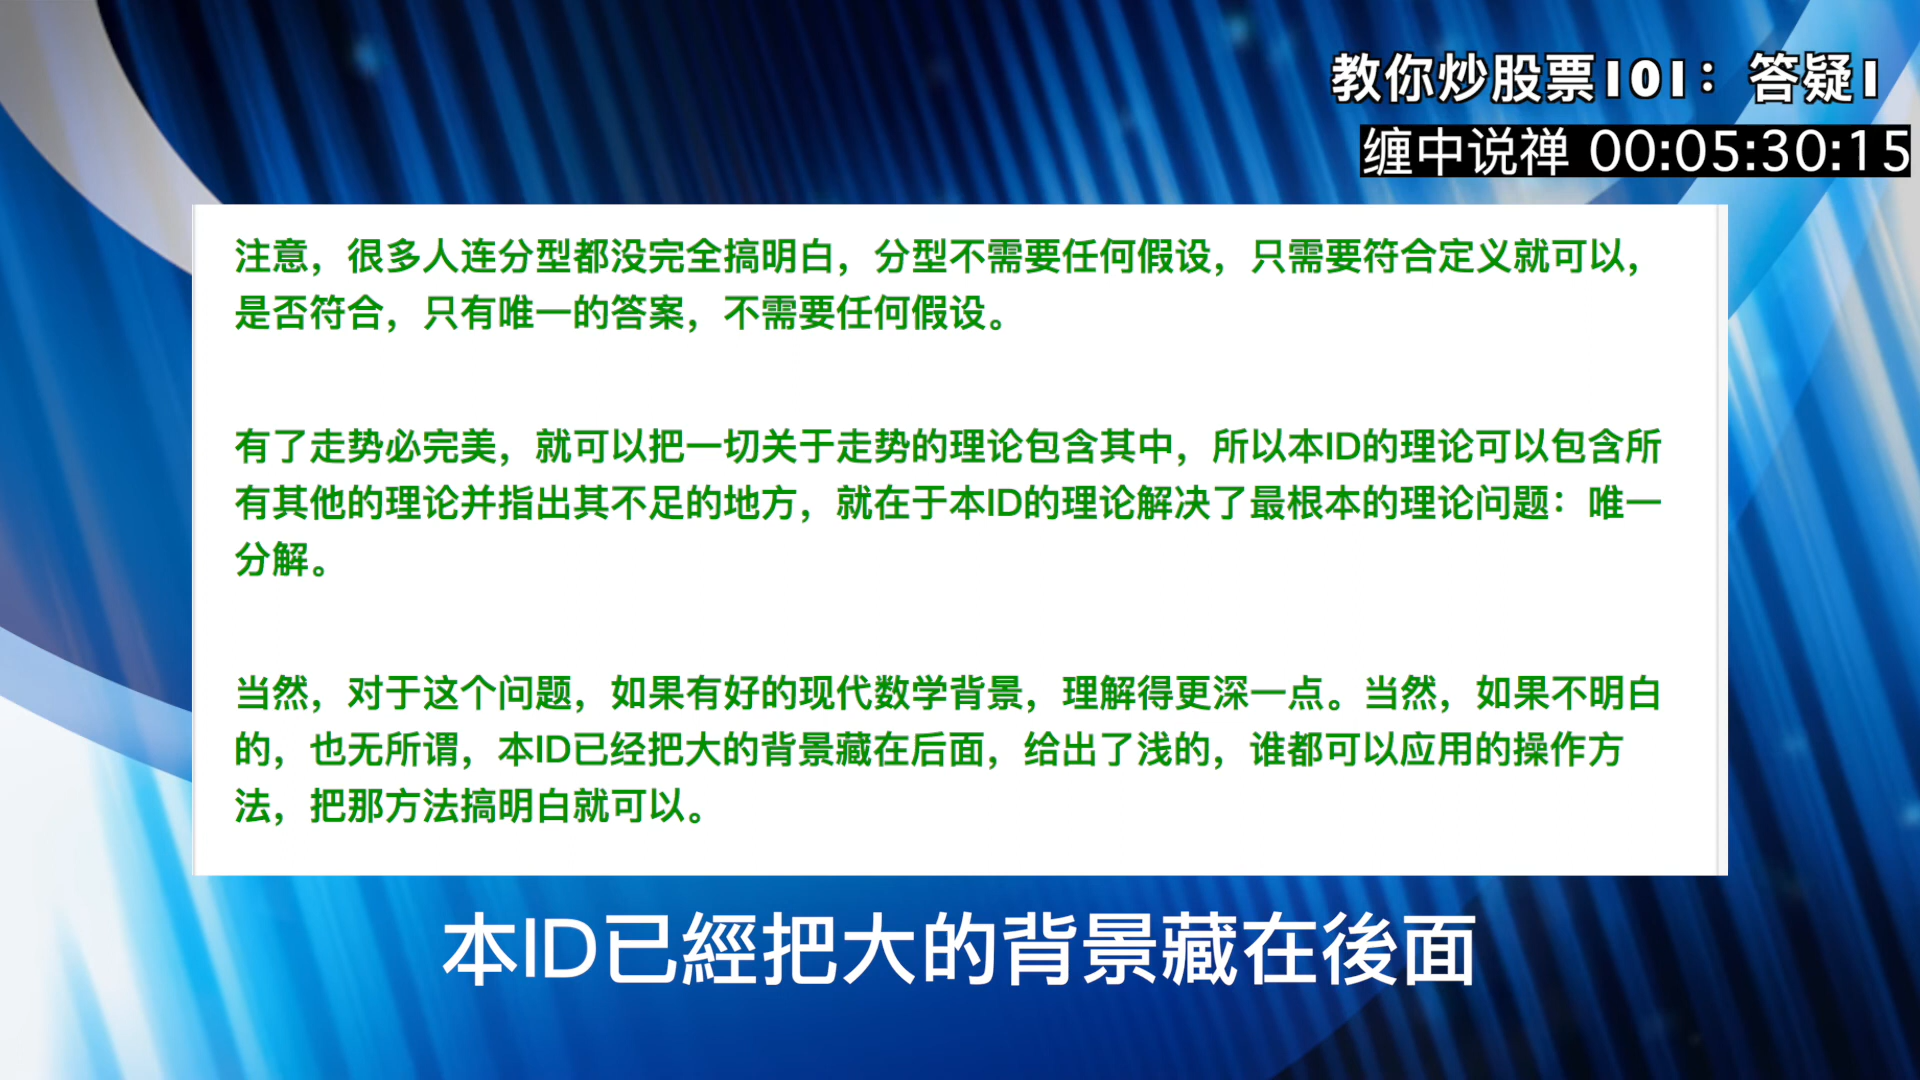 教你炒股票101：答疑1
缠中说禅 00:05:30:15
注意，很多人连分型都没完全搞明白，分型不需要任何假设，只需要符合定义就可以，
是否符合，只有唯一的答案，不需要任何假设。
有了走势必完美，就可以把一切关于走势的理论包含其中，所以本ID的理论可以包含所
有其他的理论并指出其不足的地方，就在于本ID的理论解决了最根本的理论问题：唯一
分解。
当然，对于这个问题，如果有好的现代数学背景，理解得更深一点。当然，如果不明白
的，也无所谓，本ID已经把大的背景藏在后面，给出了浅的，谁都可以应用的操作方
法，把那方法搞明白就可以。
本ID已經把大的背景藏在後面